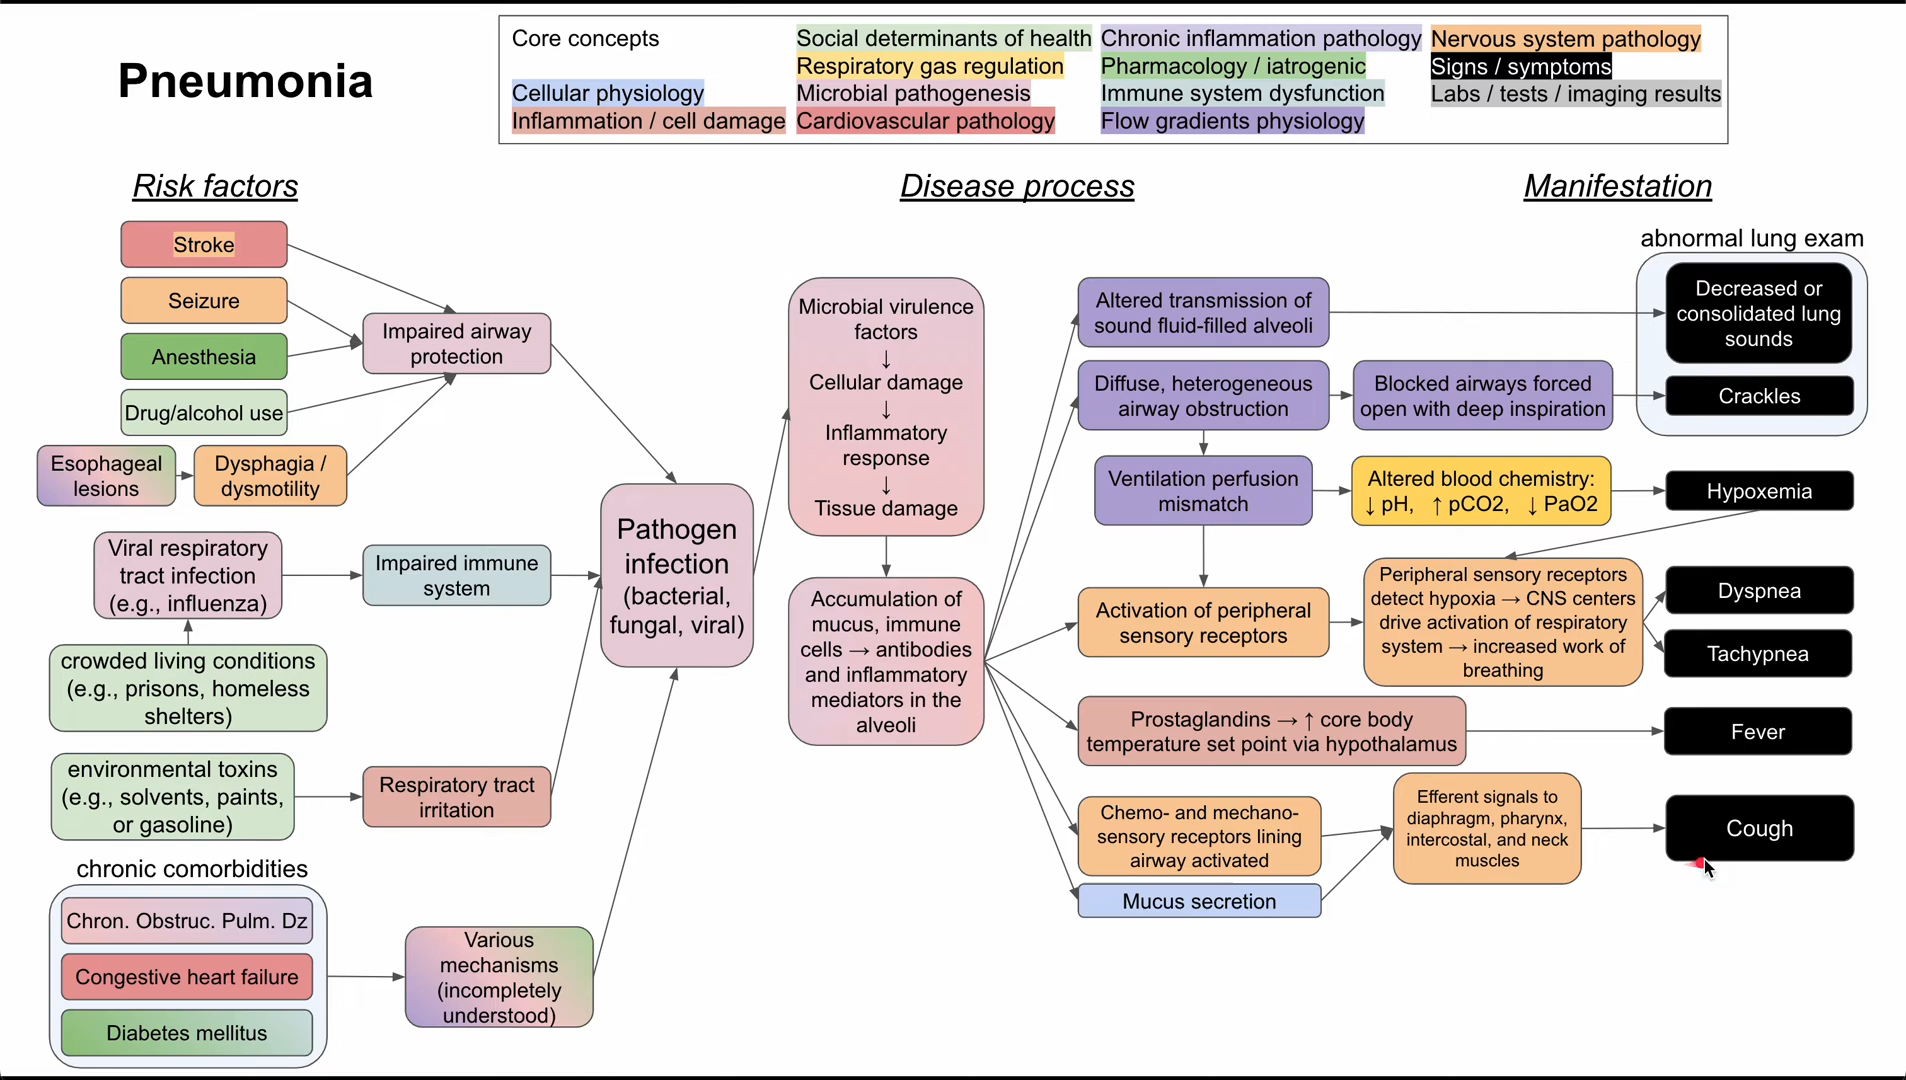 Pneumonia
Core concepts
Cellular physiology
Inflammation / cell damage
Social determinants of health
Respiratory gas regulation
Microbial pathogenesis
Cardiovascular pathology
Chronic inflammation pathology
Pharmacology / iatrogenic
Immune system dysfunction
Flow gradients physiology
Nervous system pathology
Signs / symptoms
Labs / tests / imaging results
Risk factors
Stroke
Seizure
Anesthesia
Drug/alcohol use
Esophageal
lesions
Dysphagia /
dysmotility
Impaired airway
protection
Viral respiratory
tract infection
(e.g., influenza)
Impaired immune
system
crowded living conditions
(e.g., prisons, homeless
shelters)
environmental toxins
(e.g., solvents, paints,
or gasoline)
Respiratory tract
irritation
chronic comorbidities
Chron. Obstruc. Pulm. Dz
Congestive heart failure
Diabetes mellitus
Various
mechanisms
(incompletely
understood)
Pathogen
infection
(bacterial,
fungal, viral)
Disease process
Microbial virulence
factors
↓
Cellular damage
↓
Inflammatory
response
↓
Tissue damage
Accumulation of
mucus, immune
cells → antibodies
and inflammatory
mediators in the
alveoli
Altered transmission of
sound fluid-filled alveoli
Diffuse, heterogeneous
airway obstruction
Blocked airways forced
open with deep inspiration
Ventilation perfusion
mismatch
Altered blood chemistry:
↓ pH, ↑ pCO2, ↓ PaO2
Activation of peripheral
sensory receptors
Peripheral sensory receptors
detect hypoxia → CNS centers
drive activation of respiratory
system → increased work of
breathing
Prostaglandins → ↑ core body
temperature set point via hypothalamus
Chemo- and mechano-
sensory receptors lining
airway activated
Mucus secretion
Efferent signals to
diaphragm, pharynx,
intercostal, and neck
muscles
Manifestation
abnormal lung exam
Decreased or
consolidated lung
sounds
Crackles
Hypoxemia
Dyspnea
Tachypnea
Fever
Cough